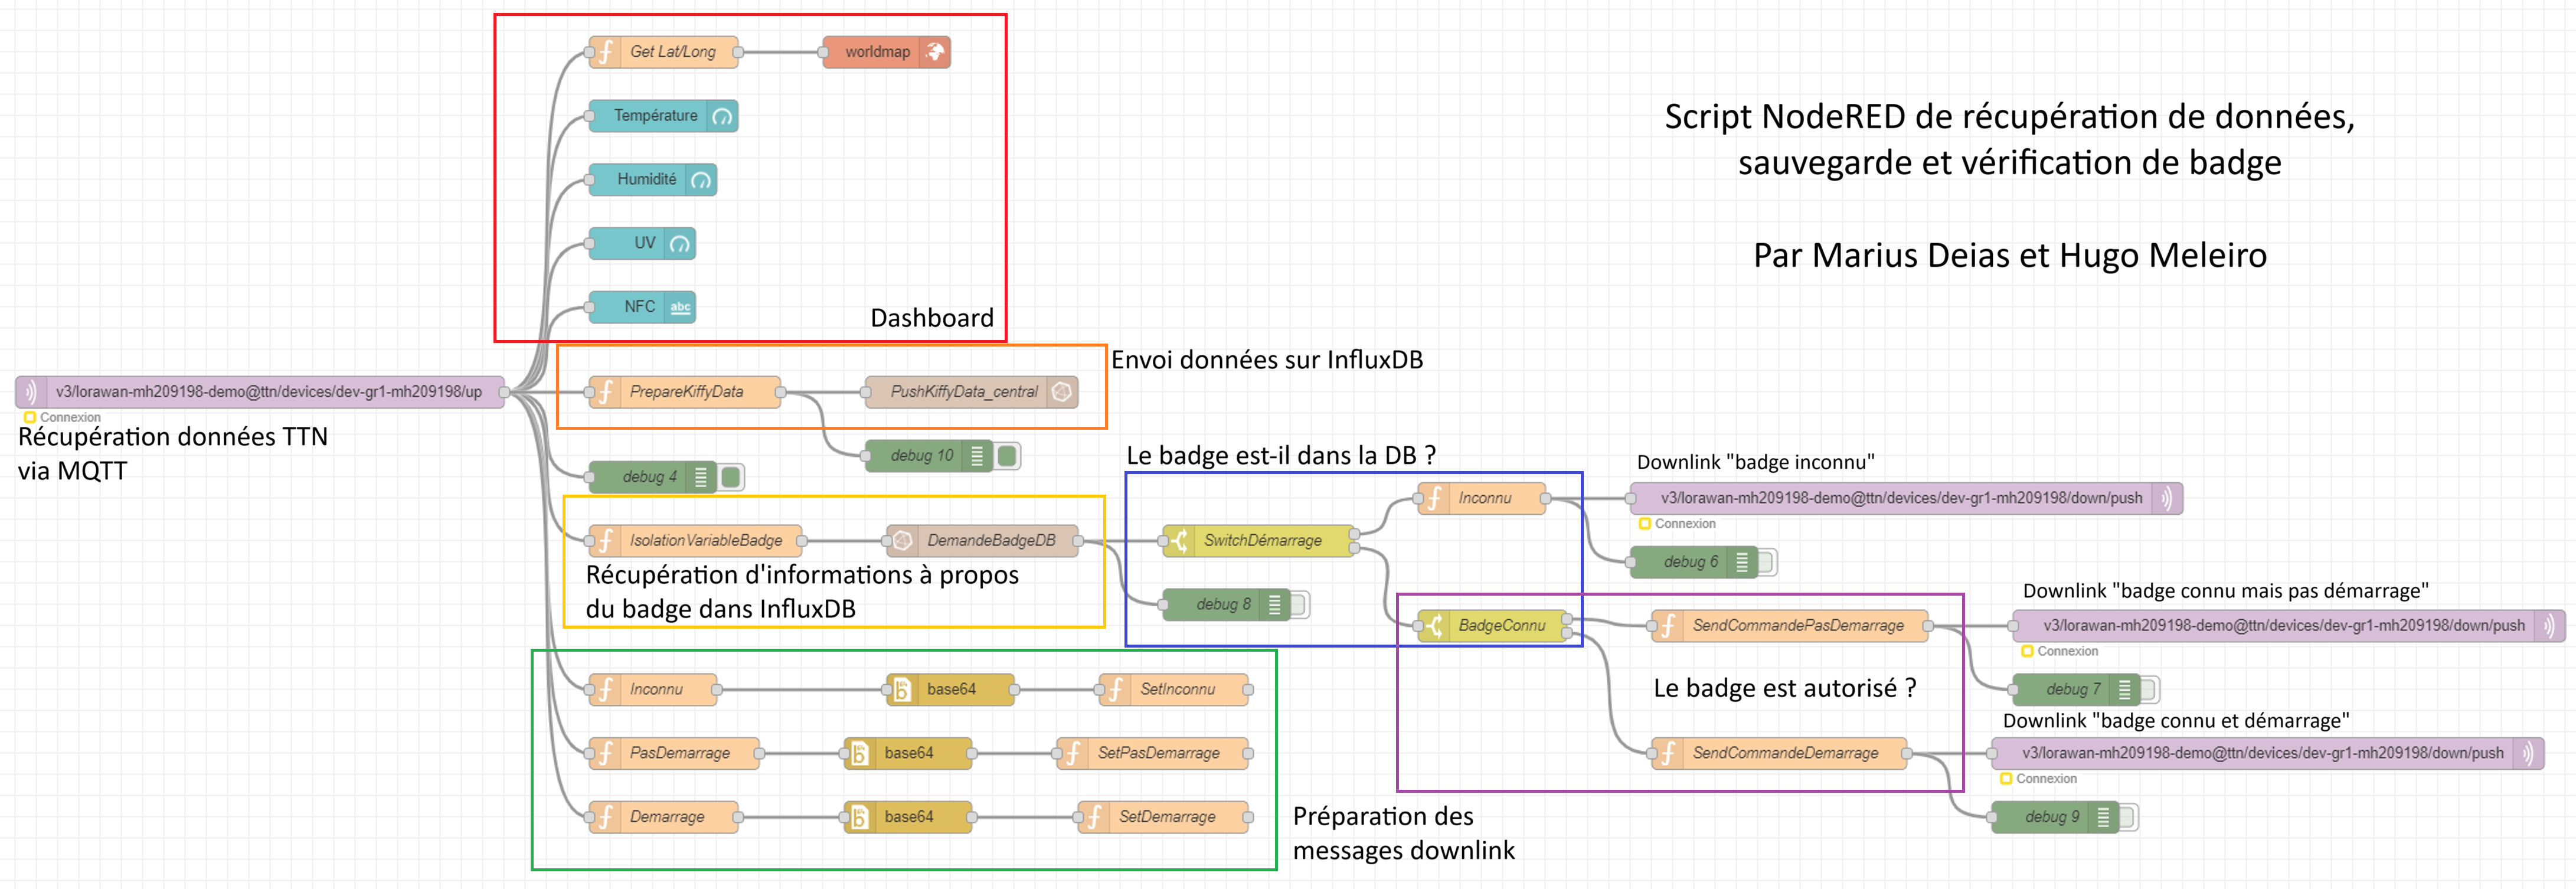 Script NodeRED de récupération de données,
sauvegarde et vérification de badge
Par Marius Deias et Hugo Meleiro
Get Lat/Long
worldmap
Température
Humidité
UV
NFC
abc
Dashboard
v3/lorawan-mh209198-demo@ttn/devices/dev-gr1-mh209198/up
Connexion
Récupération données TTN
via MQTT
PrepareKiffyData
PushKiffyData_central
Envoi données sur InfluxDB
debug 10
debug 4
IsolationVariableBadge
DemandeBadgeDB
Récupération d'informations à propos
du badge dans InfluxDB
Le badge est-il dans la DB ?
SwitchDémarrage
debug 8
Inconnu
Downlink "badge inconnu"
v3/lorawan-mh209198-demo@ttn/devices/dev-gr1-mh209198/down/push
Connexion
debug 6
BadgeConnu
SendCommandePasDemarrage
Downlink "badge connu mais pas démarrage"
v3/lorawan-mh209198-demo@ttn/devices/dev-gr1-mh209198/down/push
Connexion
debug 7
Le badge est autorisé ?
SendCommandeDemarrage
Downlink "badge connu et démarrage"
v3/lorawan-mh209198-demo@ttn/devices/dev-gr1-mh209198/down/push
Connexion
debug 9
Inconnu
base64
SetInconnu
PasDemarrage
base64
SetPasDemarrage
Demarrage
base64
SetDemarrage
Préparation des
messages downlink